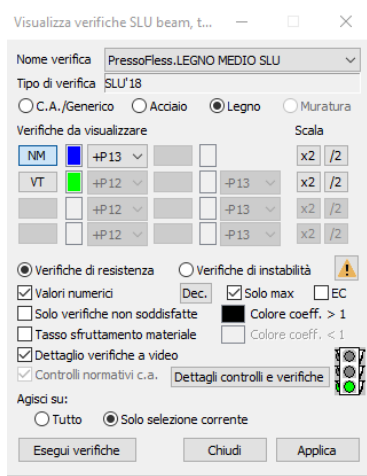 Visualizza verifiche SLU beam, t...
Nome verifica PressoFless.LEGNO MEDIO SLU
Tipo di verifica SLU'18
C.A./Generico Acciaio Legno Muratura
Verifiche da visualizzare Scala
NM +P13 x2 /2
VT +P12 -P13 x2 /2
+P12 -P13 x2 /2
+P12 -P13 x2 /2
Verifiche di resistenza Verifiche di instabilità
Valori numerici Dec. Solo max EC
Solo verifiche non soddisfatte Colore coeff. > 1
Tasso sfruttamento materiale Colore coeff. < 1
Dettaglio verifiche a video
Controlli normativi c.a. Dettagli controlli e verifiche
Agisci su:
Tutto Solo selezione corrente
Esegui verifiche Chiudi Applica